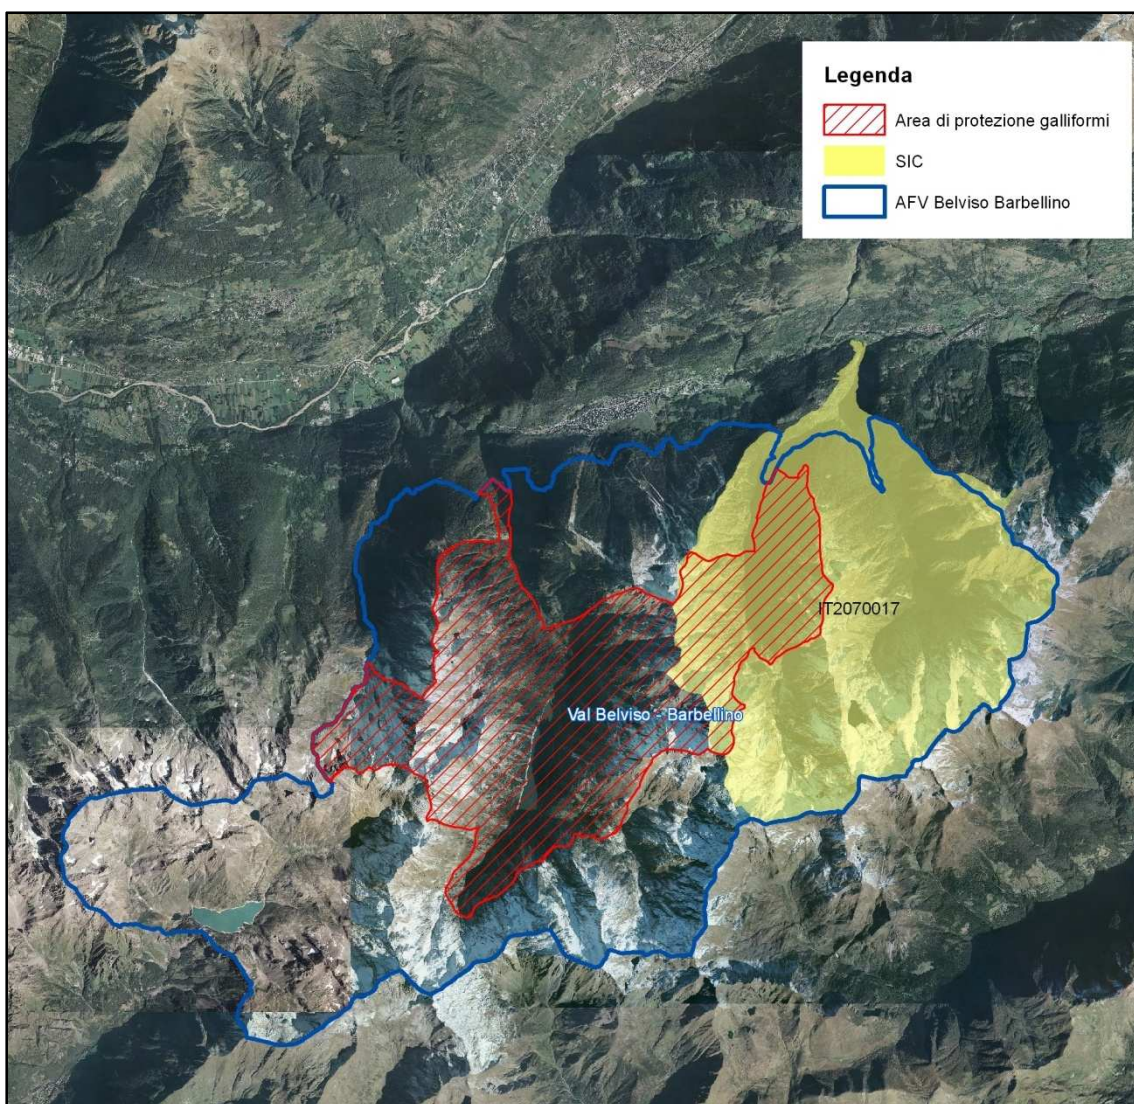 Legenda
Area di protezione galliformi
SIC
AFV Belviso Barbellino
IT2070017
Val Belviso - Barbellino